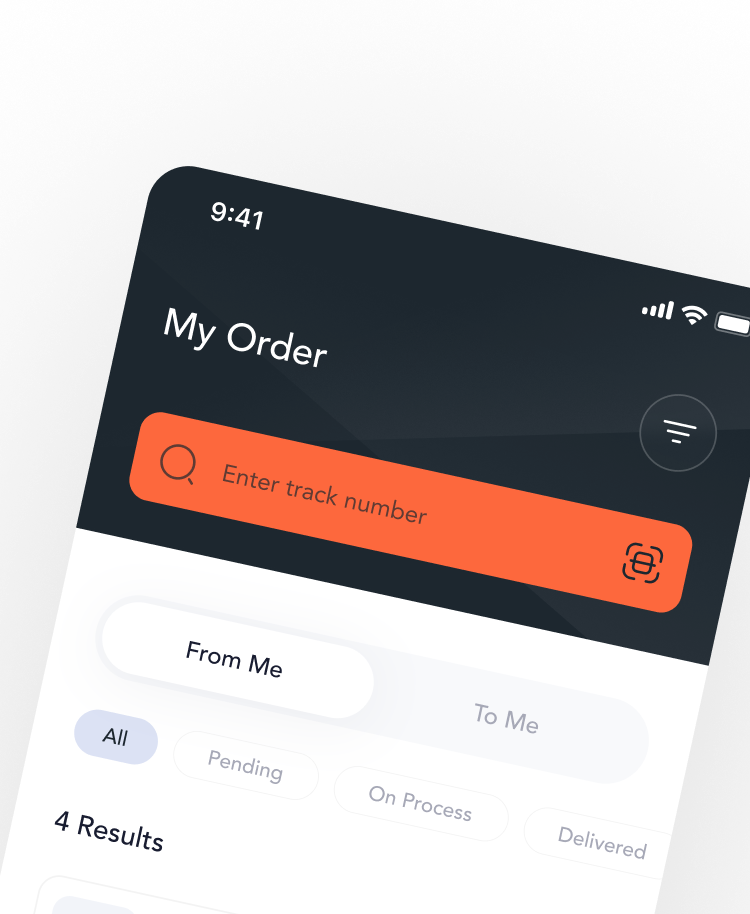 9:41
My Order
Enter track number
From Me
To Me
All
Pending
On Process
Delivered
4 Results